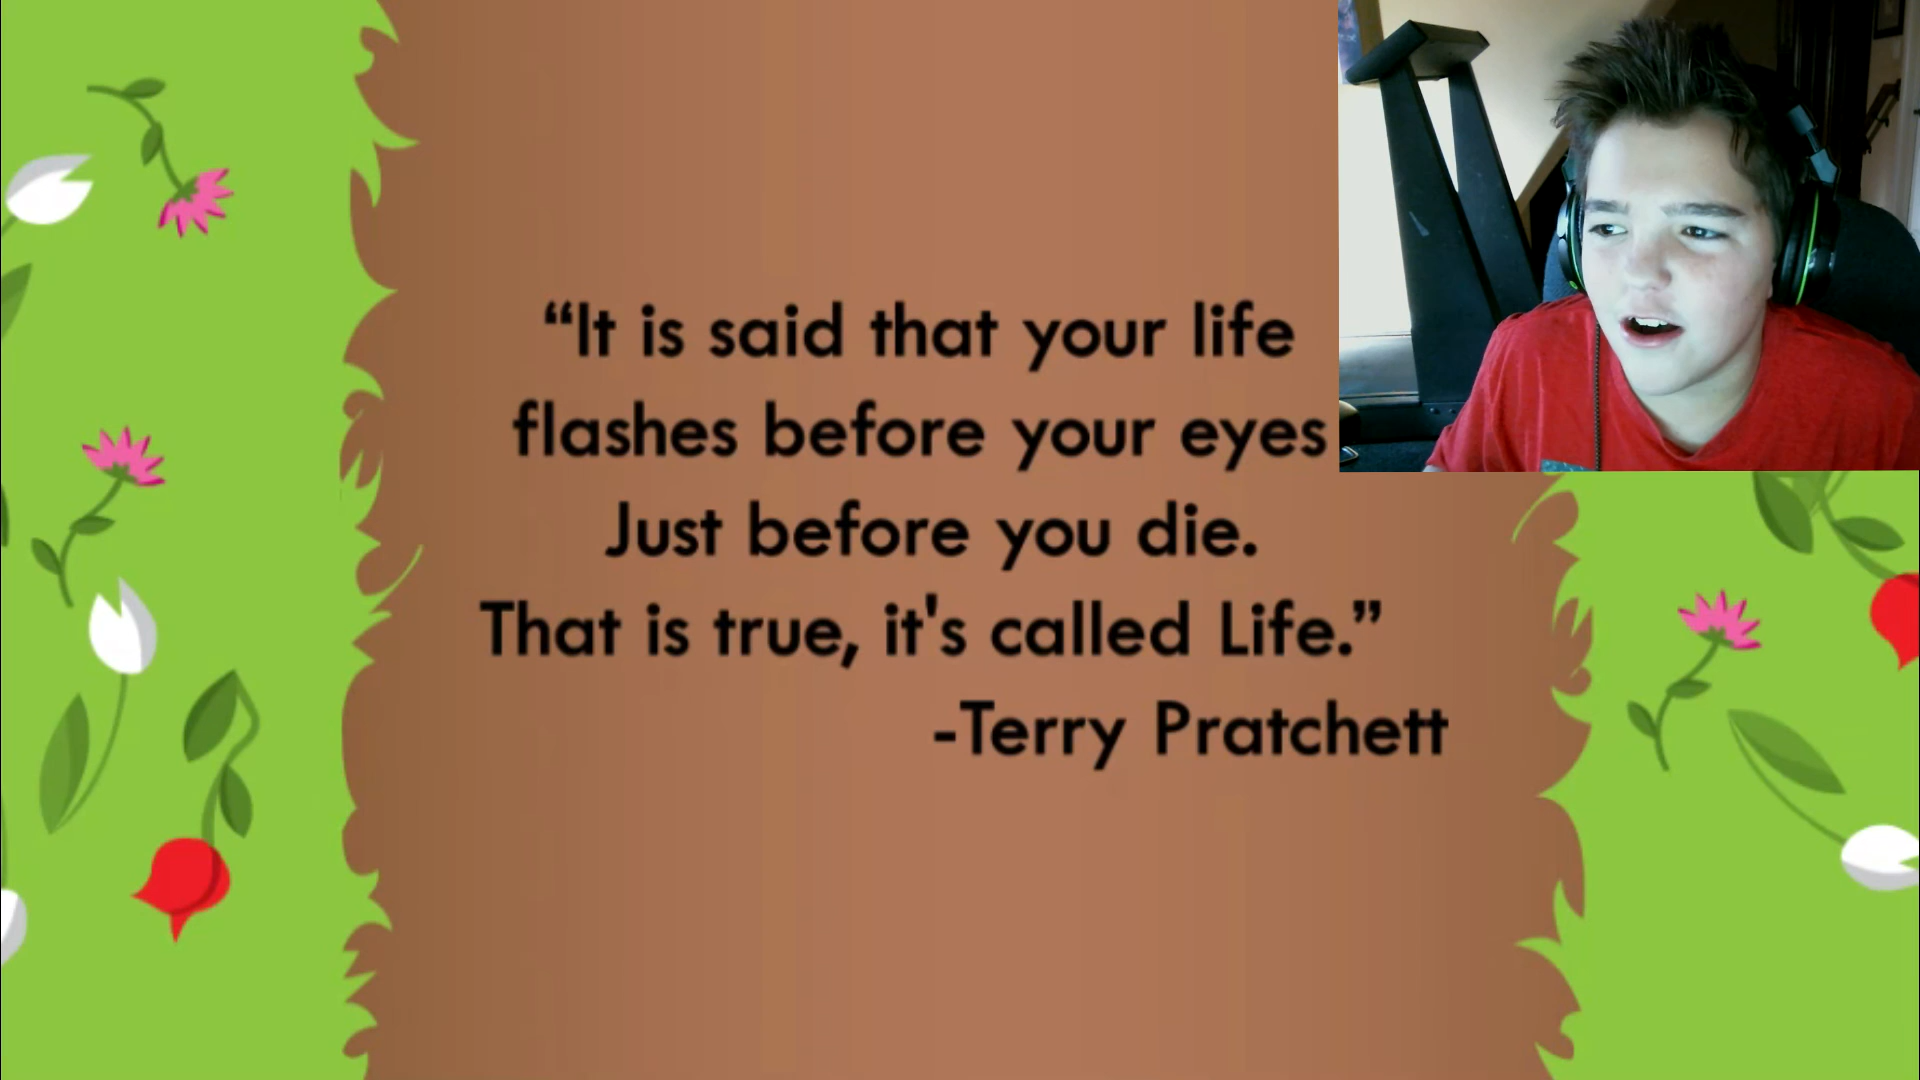 “It is said that your life
flashes before your eyes
Just before you die.
That is true, it's called Life.”
-Terry Pratchett